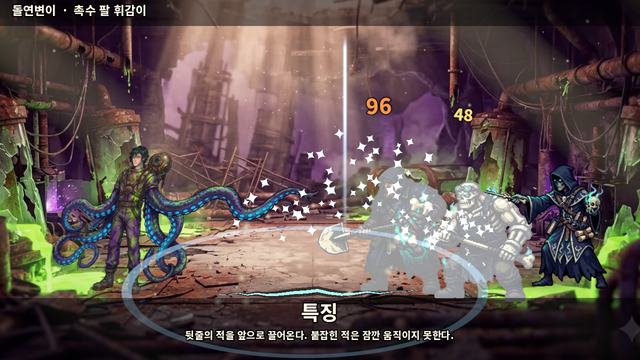 돌연변이 · 촉수 팔 휘감이
96
48
특징
뒷줄의 적을 앞으로 끌어온다. 붙잡힌 적은 잠깐 움직이지 못한다.